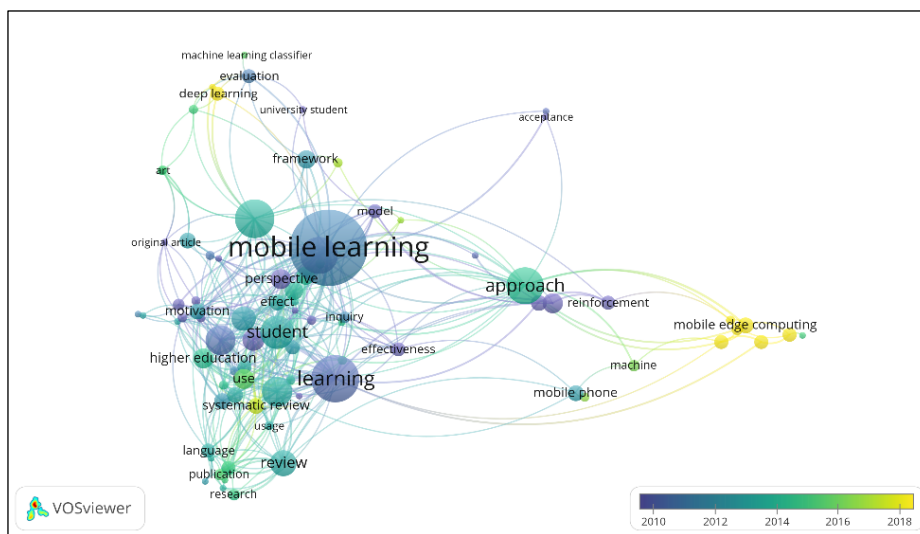 machine learning classifier
evaluation
deep learning
university student
acceptance
framework
art
model
original article
mobile learning
perspective
approach
effect
reinforcement
motivation
inquiry
mobile edge computing
student
effectiveness
higher education
machine
use
learning
mobile phone
systematic review
usage
language
review
publication
research
VOSviewer
2010 2012 2014 2016 2018